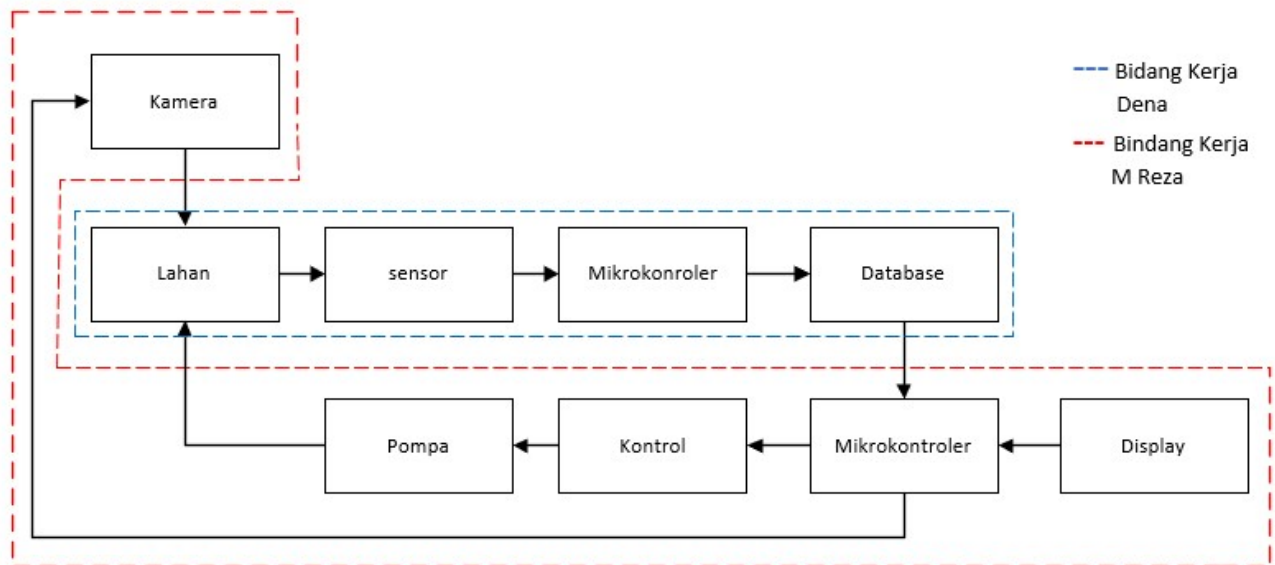 Kamera
Bidang Kerja
Dena
Bindang Kerja
M Reza
Lahan
sensor
Mikrokonroler
Database
Pompa
Kontrol
Mikrokontroler
Display